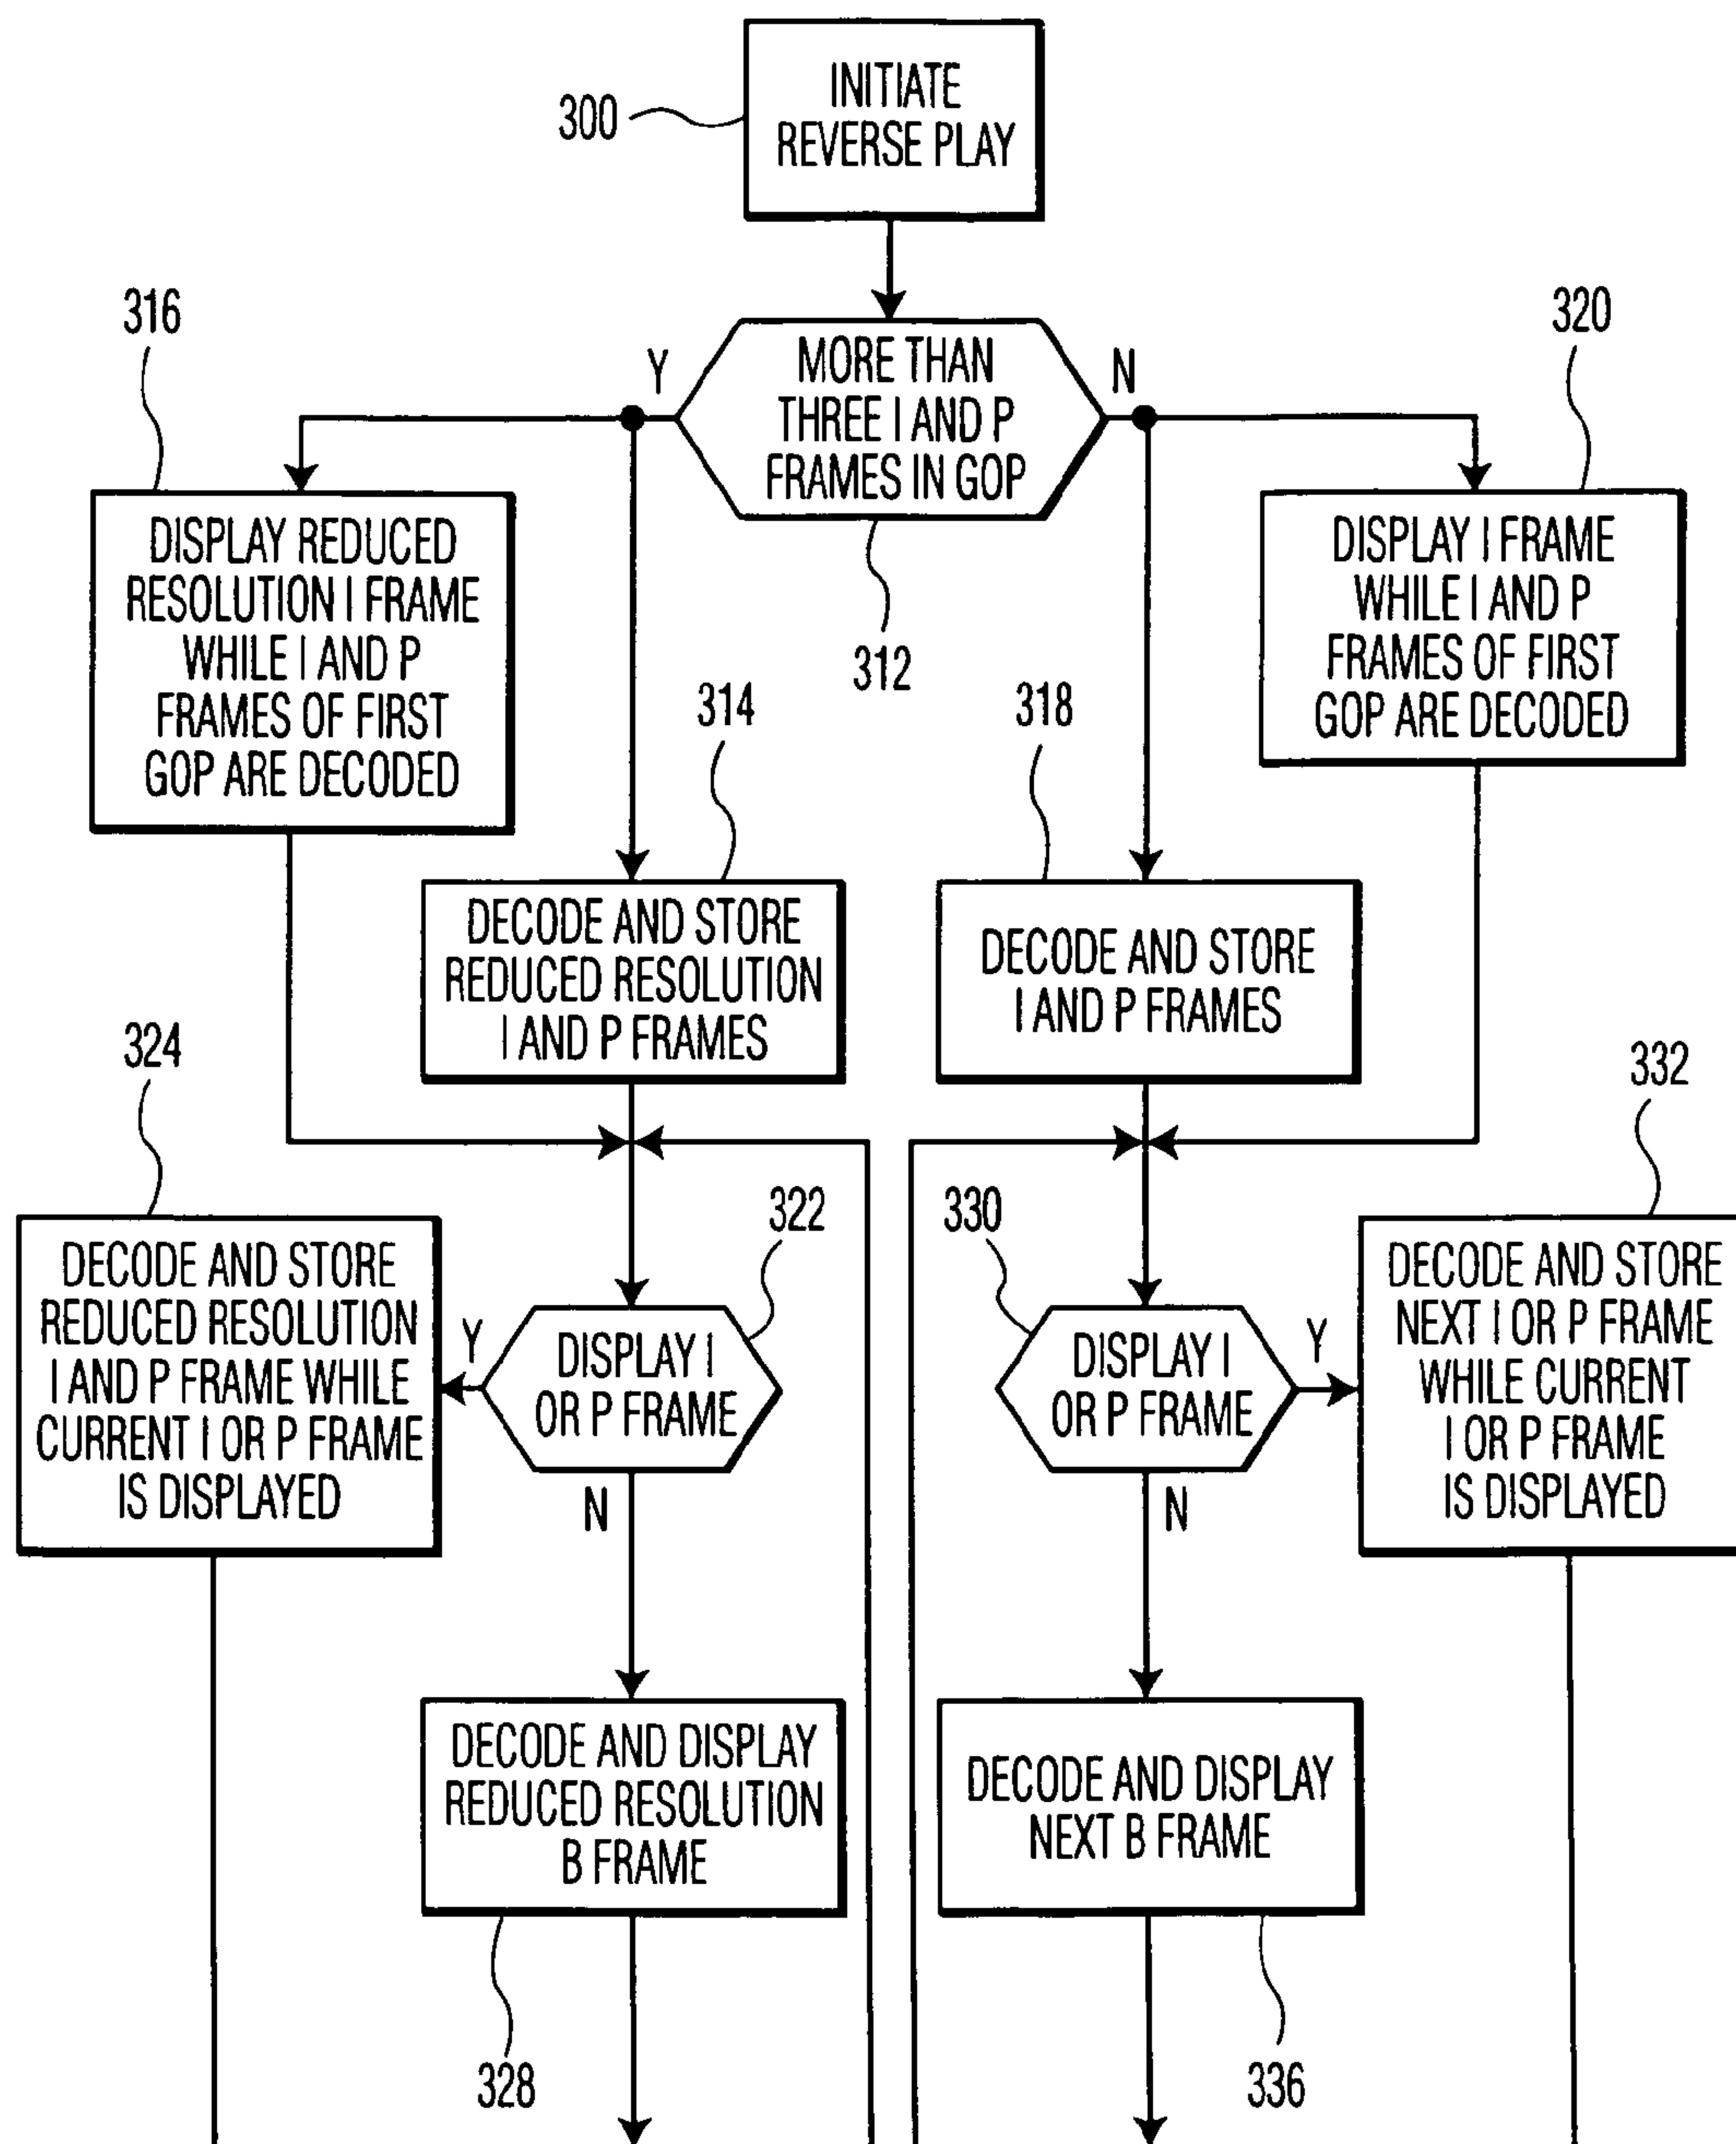 INITIATE
REVERSE PLAY
300
316
320
Y
MORE THAN
THREE I AND P
FRAMES IN GOP
N
312
DISPLAY REDUCED
RESOLUTION I FRAME
WHILE I AND P
FRAMES OF FIRST
GOP ARE DECODED
DISPLAY I FRAME
WHILE I AND P
FRAMES OF FIRST
GOP ARE DECODED
314
318
DECODE AND STORE
REDUCED RESOLUTION
I AND P FRAMES
DECODE AND STORE
I AND P FRAMES
324
332
322
330
DECODE AND STORE
REDUCED RESOLUTION
I AND P FRAME WHILE
CURRENT I OR P FRAME
IS DISPLAYED
Y
DISPLAY I
OR P FRAME
N
DISPLAY I
OR P FRAME
Y
N
DECODE AND STORE
NEXT I OR P FRAME
WHILE CURRENT
I OR P FRAME
IS DISPLAYED
DECODE AND DISPLAY
REDUCED RESOLUTION
B FRAME
DECODE AND DISPLAY
NEXT B FRAME
328
336